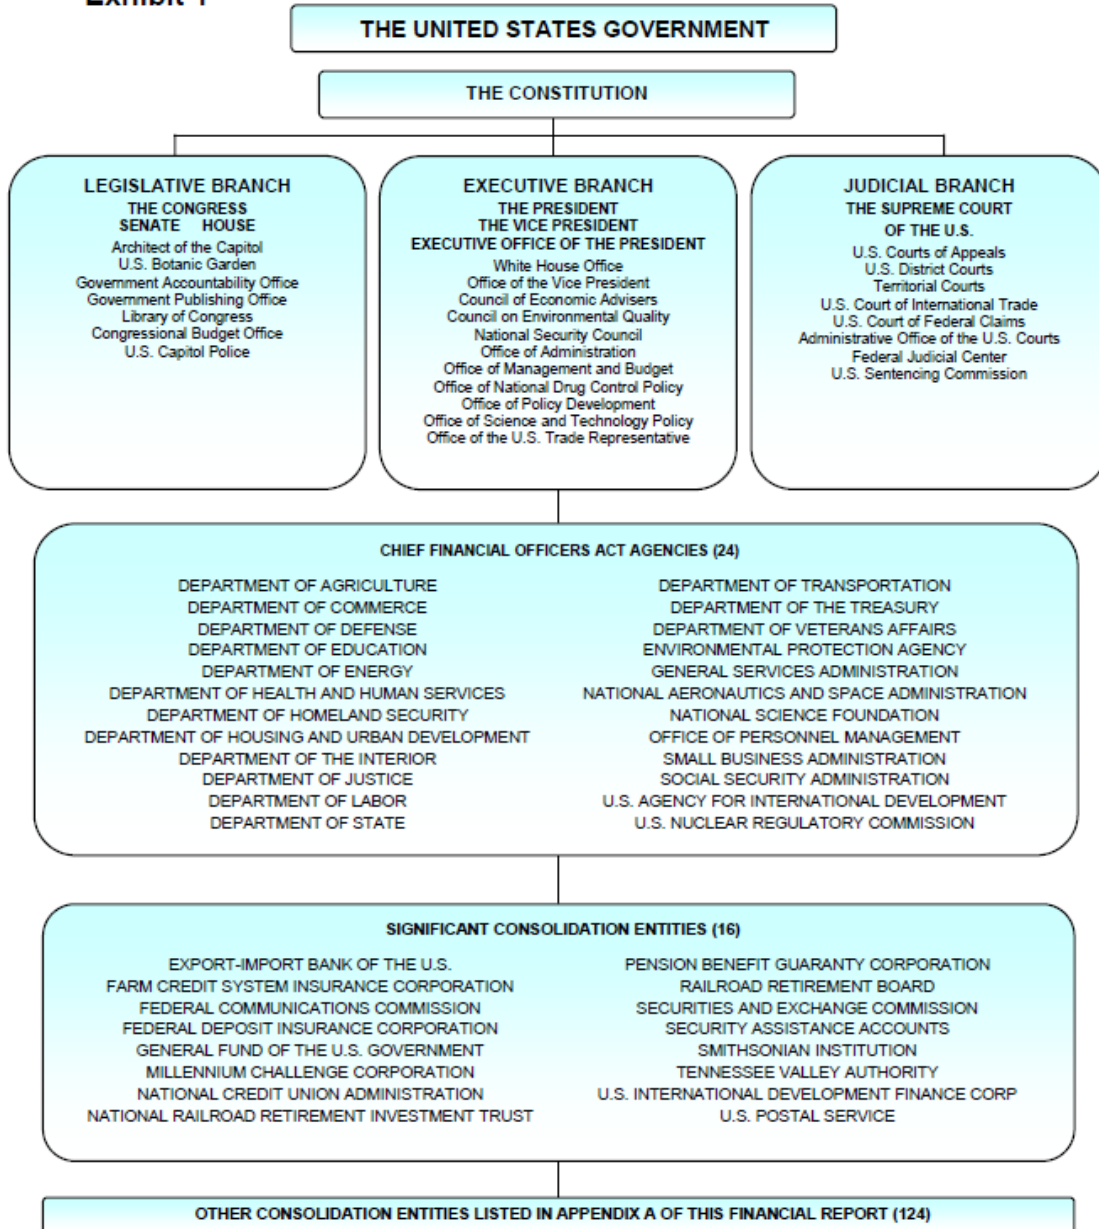 Exhibit 1
THE UNITED STATES GOVERNMENT
THE CONSTITUTION
LEGISLATIVE BRANCH
THE CONGRESS
SENATE HOUSE
Architect of the Capitol
U.S. Botanic Garden
Government Accountability Office
Government Publishing Office
Library of Congress
Congressional Budget Office
U.S. Capitol Police
EXECUTIVE BRANCH
THE PRESIDENT
THE VICE PRESIDENT
EXECUTIVE OFFICE OF THE PRESIDENT
White House Office
Office of the Vice President
Council of Economic Advisers
Council on Environmental Quality
National Security Council
Office of Administration
Office of Management and Budget
Office of National Drug Control Policy
Office of Policy Development
Office of Science and Technology Policy
Office of the U.S. Trade Representative
JUDICIAL BRANCH
THE SUPREME COURT
OF THE U.S.
U.S. Courts of Appeals
U.S. District Courts
Territorial Courts
U.S. Court of International Trade
U.S. Court of Federal Claims
Administrative Office of the U.S. Courts
Federal Judicial Center
U.S. Sentencing Commission
CHIEF FINANCIAL OFFICERS ACT AGENCIES (24)
DEPARTMENT OF AGRICULTURE
DEPARTMENT OF COMMERCE
DEPARTMENT OF DEFENSE
DEPARTMENT OF EDUCATION
DEPARTMENT OF ENERGY
DEPARTMENT OF HEALTH AND HUMAN SERVICES
DEPARTMENT OF HOMELAND SECURITY
DEPARTMENT OF HOUSING AND URBAN DEVELOPMENT
DEPARTMENT OF THE INTERIOR
DEPARTMENT OF JUSTICE
DEPARTMENT OF LABOR
DEPARTMENT OF STATE
DEPARTMENT OF TRANSPORTATION
DEPARTMENT OF THE TREASURY
DEPARTMENT OF VETERANS AFFAIRS
ENVIRONMENTAL PROTECTION AGENCY
GENERAL SERVICES ADMINISTRATION
NATIONAL AERONAUTICS AND SPACE ADMINISTRATION
NATIONAL SCIENCE FOUNDATION
OFFICE OF PERSONNEL MANAGEMENT
SMALL BUSINESS ADMINISTRATION
SOCIAL SECURITY ADMINISTRATION
U.S. AGENCY FOR INTERNATIONAL DEVELOPMENT
U.S. NUCLEAR REGULATORY COMMISSION
SIGNIFICANT CONSOLIDATION ENTITIES (16)
EXPORT-IMPORT BANK OF THE U.S.
FARM CREDIT SYSTEM INSURANCE CORPORATION
FEDERAL COMMUNICATIONS COMMISSION
FEDERAL DEPOSIT INSURANCE CORPORATION
GENERAL FUND OF THE U.S. GOVERNMENT
MILLENNIUM CHALLENGE CORPORATION
NATIONAL CREDIT UNION ADMINISTRATION
NATIONAL RAILROAD RETIREMENT INVESTMENT TRUST
PENSION BENEFIT GUARANTY CORPORATION
RAILROAD RETIREMENT BOARD
SECURITIES AND EXCHANGE COMMISSION
SECURITY ASSISTANCE ACCOUNTS
SMITHSONIAN INSTITUTION
TENNESSEE VALLEY AUTHORITY
U.S. INTERNATIONAL DEVELOPMENT FINANCE CORP
U.S. POSTAL SERVICE
OTHER CONSOLIDATION ENTITIES LISTED IN APPENDIX A OF THIS FINANCIAL REPORT (124)